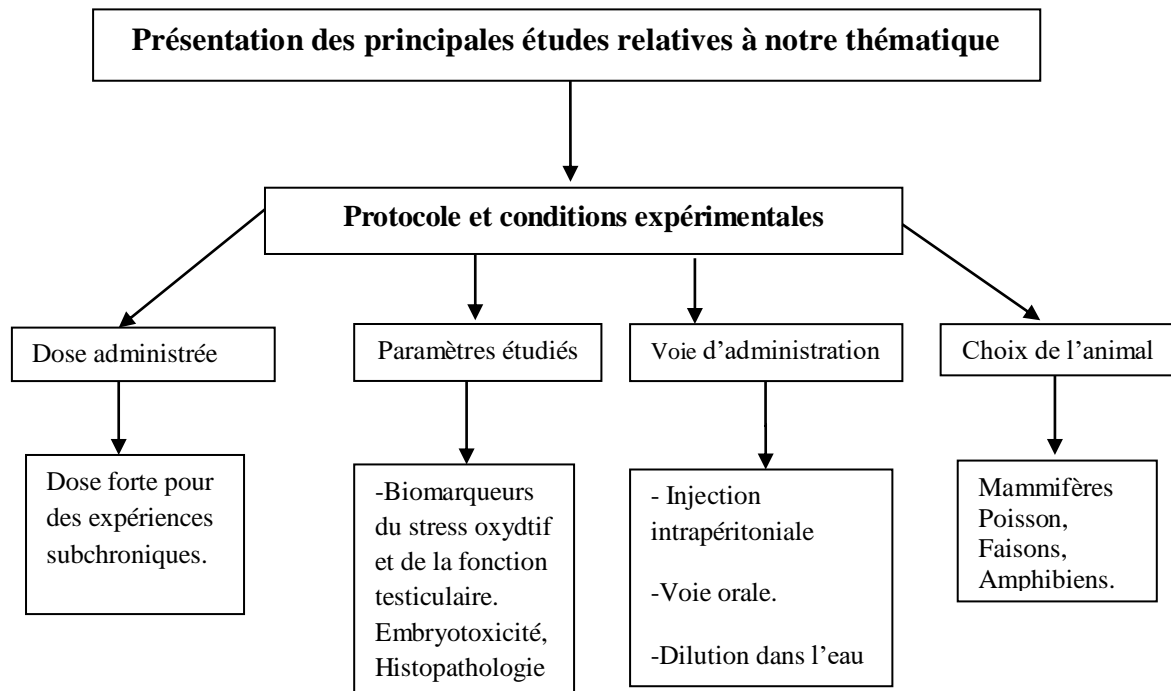 Présentation des principales études relatives à notre thématique
Protocole et conditions expérimentales
Dose administrée
Paramètres étudiés
Voie d’administration
Choix de l’animal
Dose forte pour
des expériences
subchroniques.
-Biomarqueurs
du stress oxydtif
et de la fonction
testiculaire.
Embryotoxicité,
Histopathologie
- Injection
intrapéritoniale
-Voie orale.
-Dilution dans l’eau
Mammifères
Poisson,
Faisons,
Amphibiens.